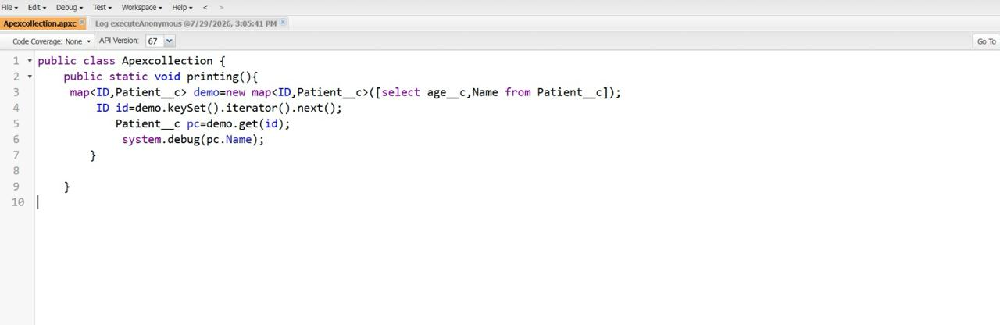 File Edit Debug Test Workspace Help < >
Apexcollection.apxc Log executeAnonymous @7/29/2026, 3:05:41 PM
Code Coverage: None API Version: 67 Go To
1 public class Apexcollection {
2 public static void printing(){
3 map<ID,Patient__c> demo=new map<ID,Patient__c>([select age__c,Name from Patient__c]);
4 ID id=demo.keySet().iterator().next();
5 Patient__c pc=demo.get(id);
6 system.debug(pc.Name);
7 }
8
9 }
10